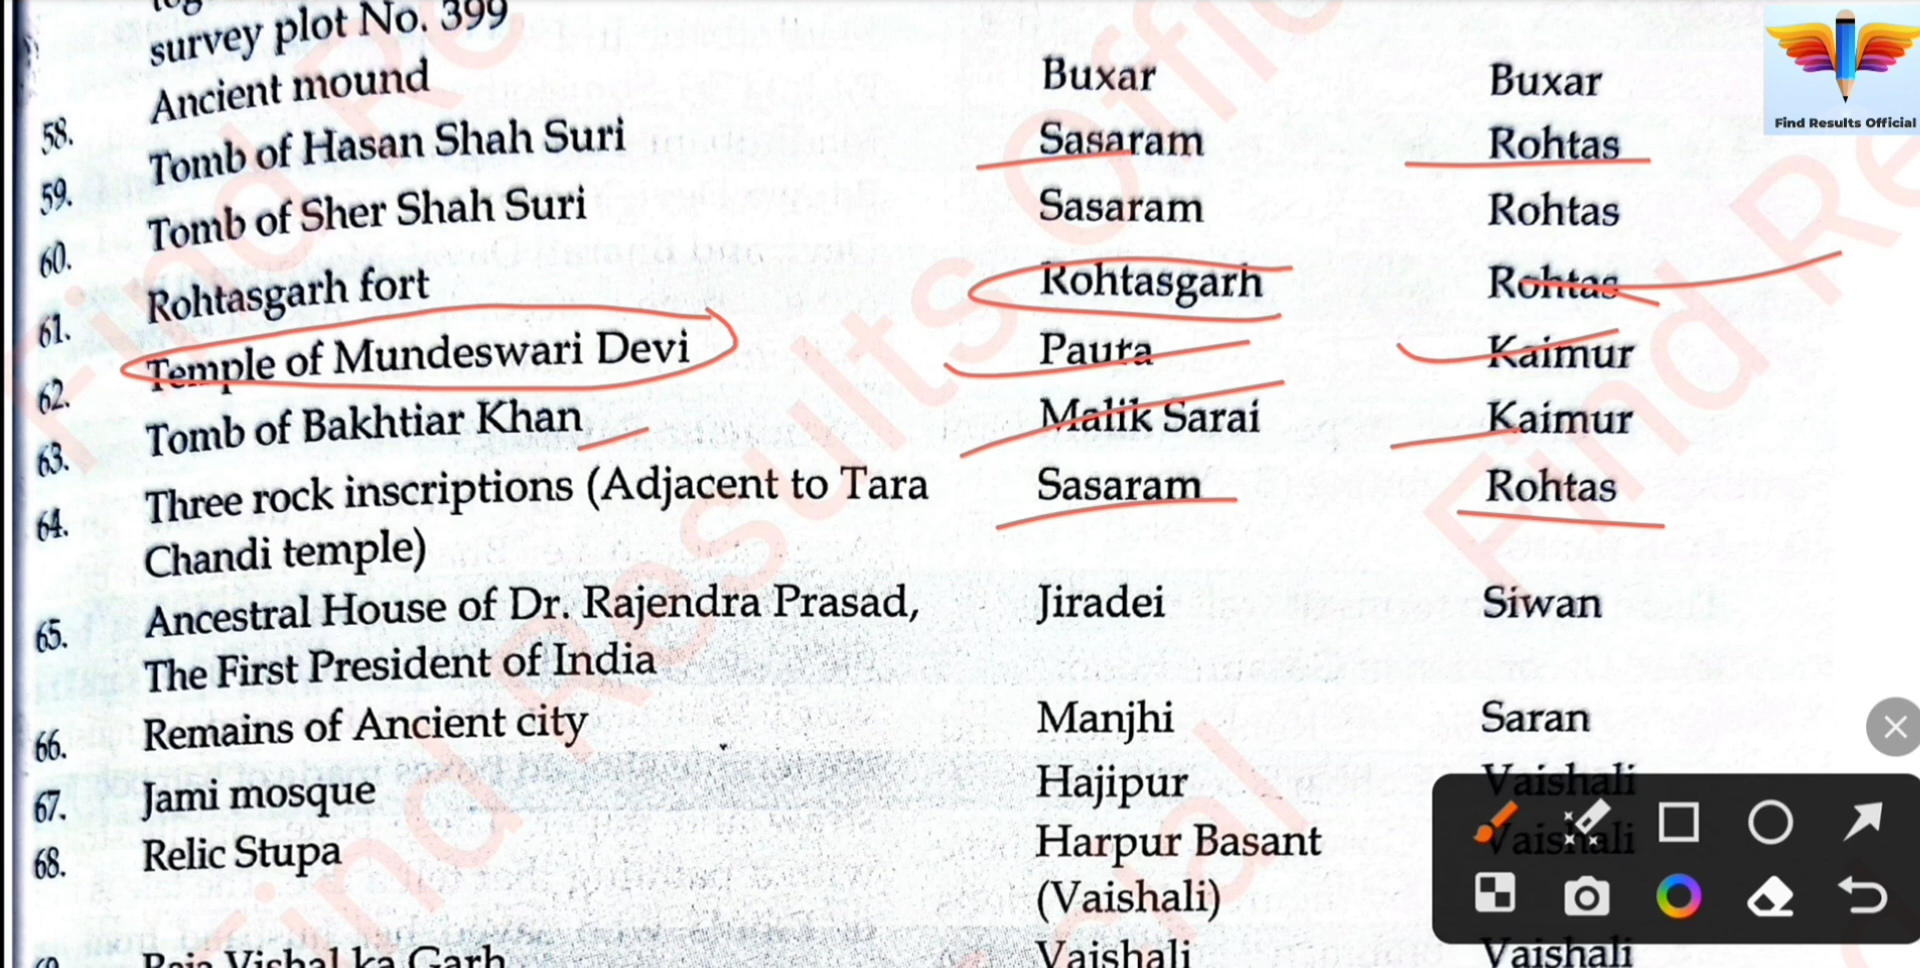 survey plot No. 399
58. Ancient mound Buxar Buxar
59. Tomb of Hasan Shah Suri Sasaram Rohtas
60. Tomb of Sher Shah Suri Sasaram Rohtas
61. Rohtasgarh fort Rohtasgarh Rohtas
62. Temple of Mundeswari Devi Paura Kaimur
63. Tomb of Bakhtiar Khan Malik Sarai Kaimur
64. Three rock inscriptions (Adjacent to Tara Sasaram Rohtas
Chandi temple)
65. Ancestral House of Dr. Rajendra Prasad, Jiradei Siwan
The First President of India
66. Remains of Ancient city Manjhi Saran
67. Jami mosque Hajipur Vaishali
68. Relic Stupa Harpur Basant Vaishali
(Vaishali)
Raja Vishal ka Garh Vaishali Vaishali
Find Results Official
Find Results Official